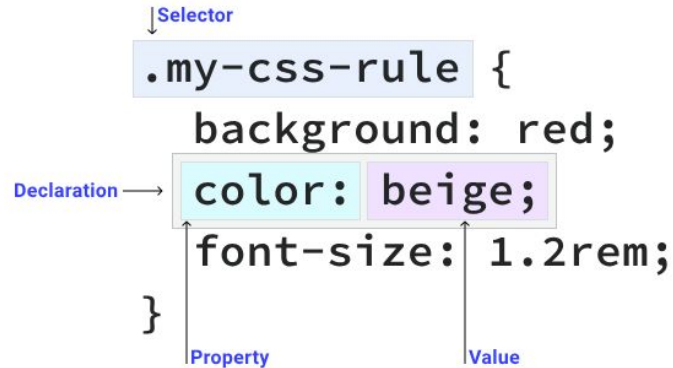 Selector
.my-css-rule {
background: red;
Declaration color: beige;
font-size: 1.2rem;
}
Property Value